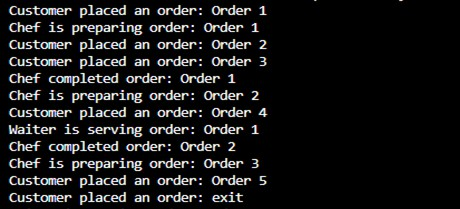 Customer placed an order: Order 1
Chef is preparing order: Order 1
Customer placed an order: Order 2
Customer placed an order: Order 3
Chef completed order: Order 1
Chef is preparing order: Order 2
Customer placed an order: Order 4
Waiter is serving order: Order 1
Chef completed order: Order 2
Chef is preparing order: Order 3
Customer placed an order: Order 5
Customer placed an order: exit